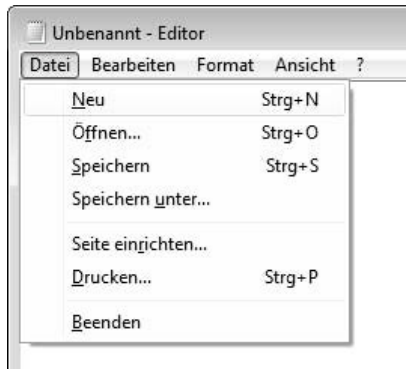 Unbenannt - Editor
Datei Bearbeiten Format Ansicht ?
Neu Strg+N
Öffnen... Strg+O
Speichern Strg+S
Speichern unter...
Seite einrichten...
Drucken... Strg+P
Beenden